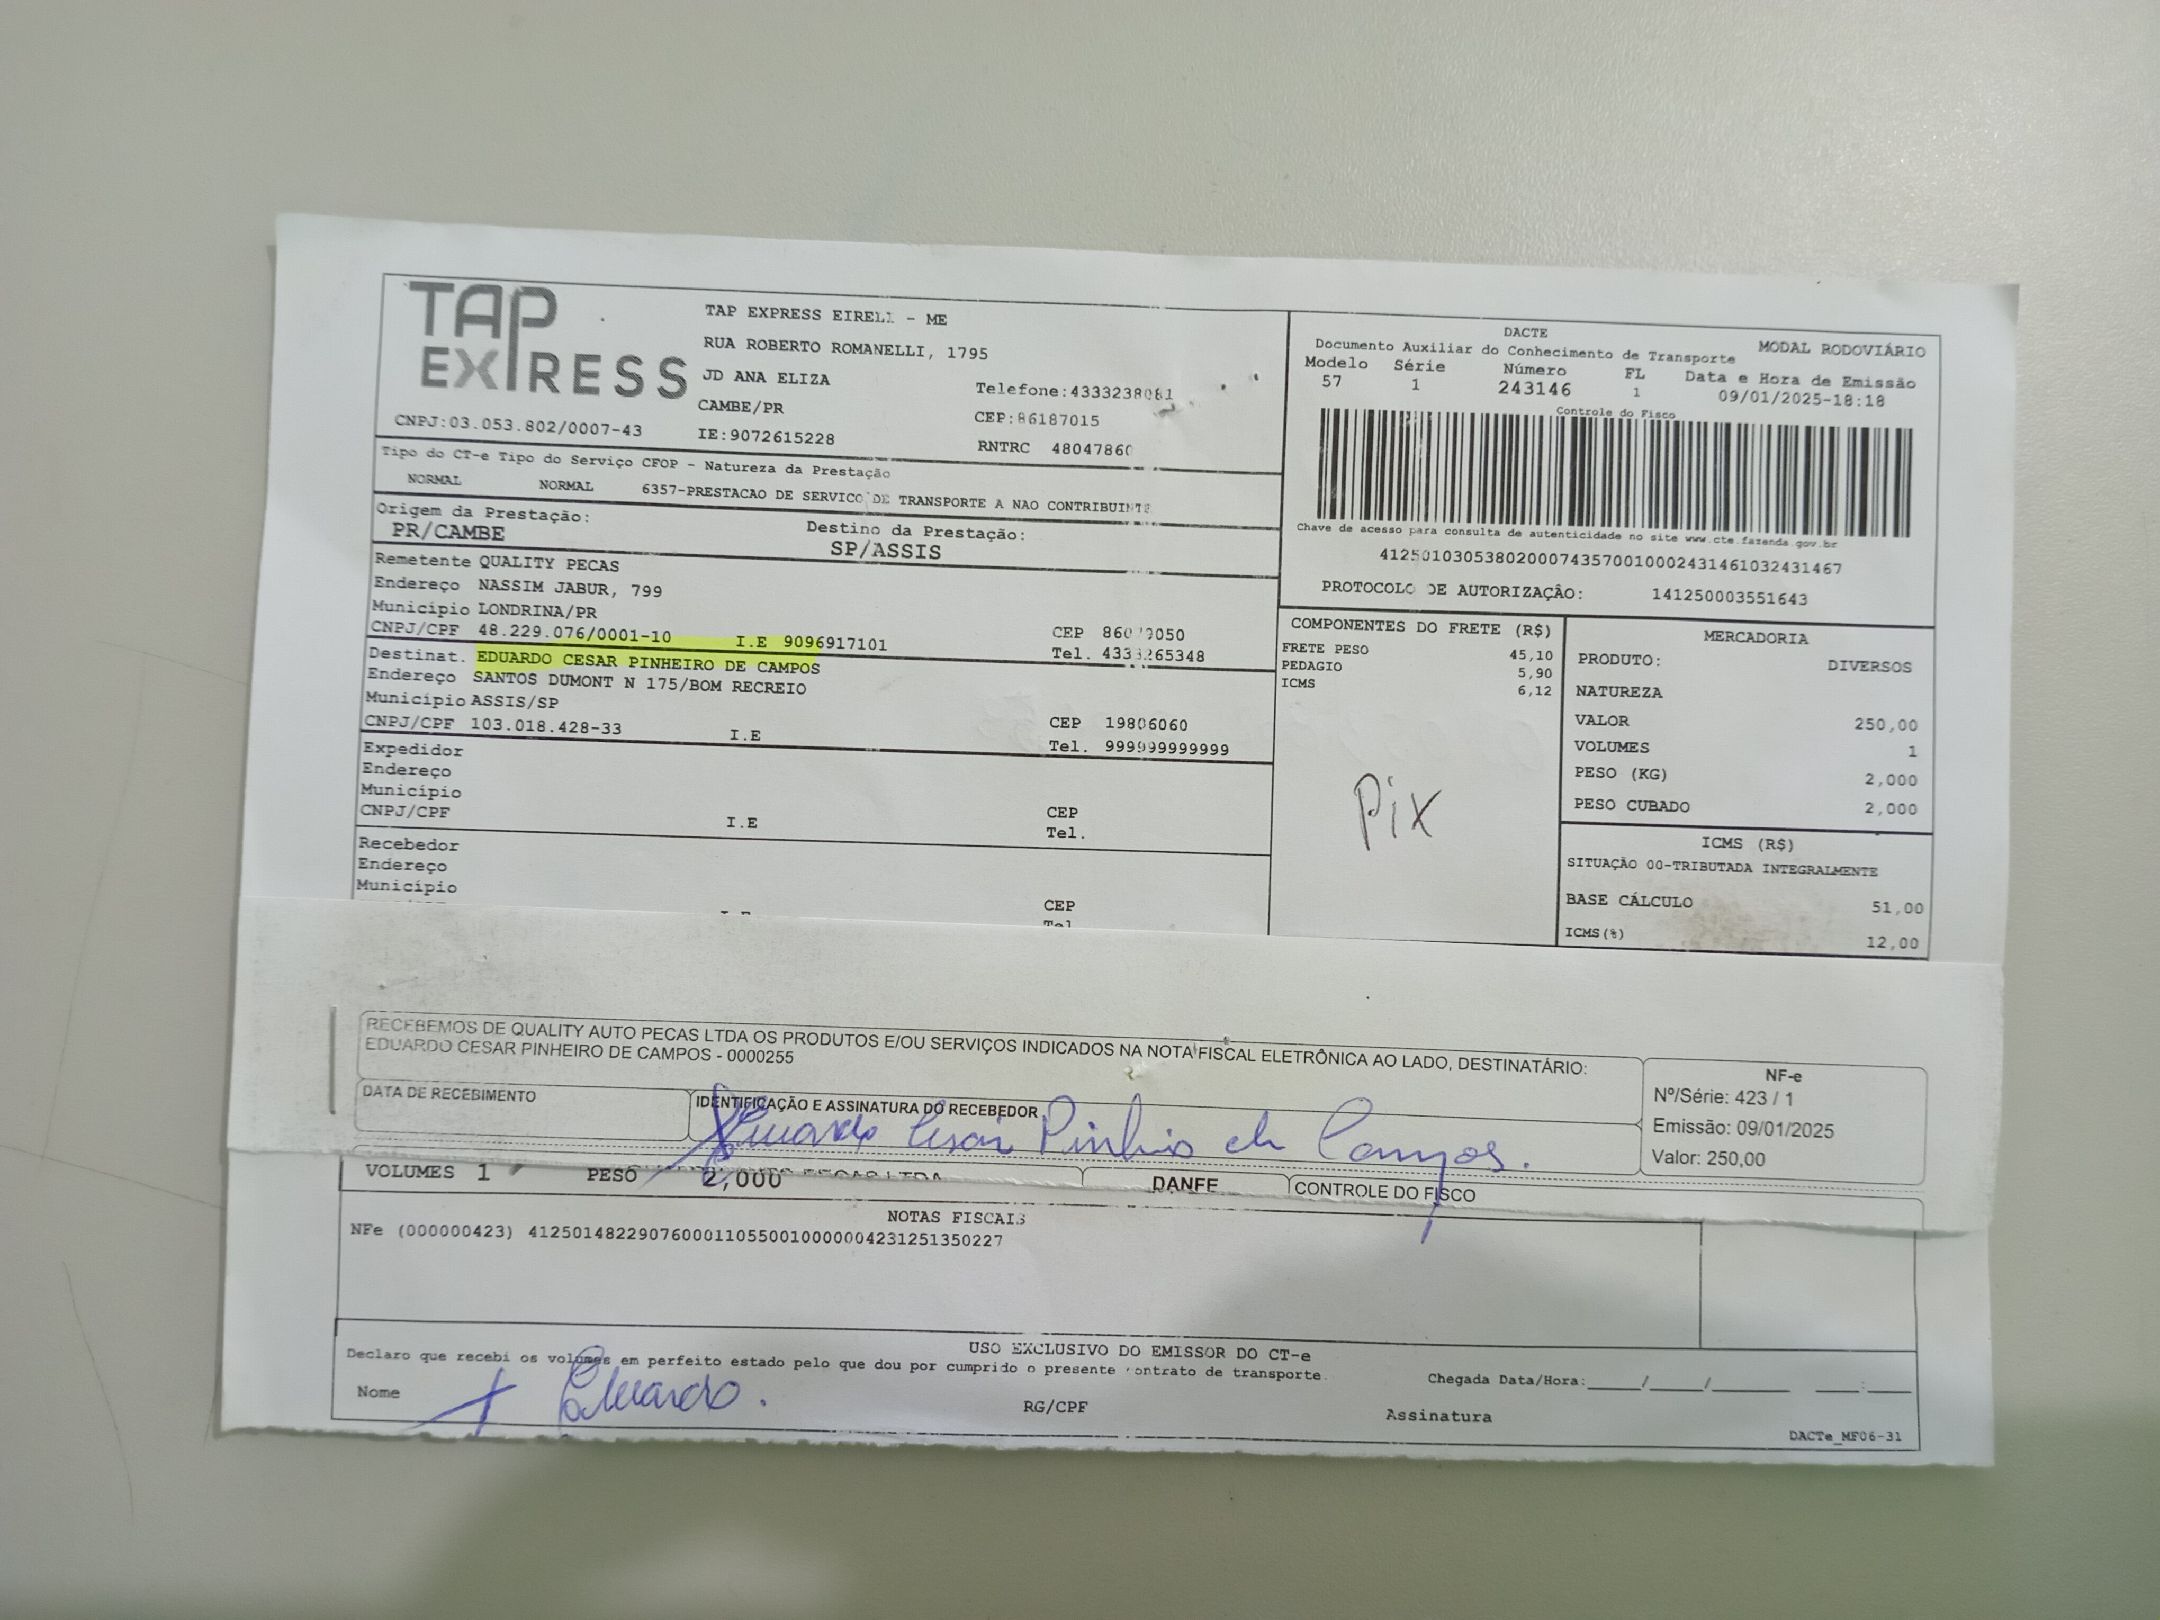 TAP
EXPRESS
TAP EXPRESS EIRELI - ME
RUA ROBERTO ROMANELLI, 1795
JD ANA ELIZA
Telefone:4333238081
CAMBE/PR
CEP:86187015
CNPJ:03.053.802/0007-43
IE:9072615228
RNTRC 48047860
DACTE
Documento Auxiliar do Conhecimento de Transporte
MODAL RODOVIÁRIO
Modelo Série Número FL Data e Hora de Emissão
57 1 243146 1 09/01/2025-18:18
Controle do Fisco
Chave de acesso para consulta de autenticidade no site www.cte.fazenda.gov.br
41250103053802000743570010002431461032431467
PROTOCOLO DE AUTORIZAÇÃO: 141250003551643
Tipo do CT-e Tipo do Serviço CFOP - Natureza da Prestação
NORMAL NORMAL 6357-PRESTACAO DE SERVICO DE TRANSPORTE A NAO CONTRIBUINTE
Origem da Prestação: Destino da Prestação:
PR/CAMBE SP/ASSIS
Remetente QUALITY PECAS
Endereço NASSIM JABUR, 799
Município LONDRINA/PR
CEP
CNPJ/CPF 48.229.076/0001-10 I.E 9096917101
Tel.
Destinat. EDUARDO CESAR PINHEIRO DE CAMPOS
Endereço SANTOS DUMONT N 175/BOM RECREIO
Município ASSIS/SP
CEP 19806060
CNPJ/CPF 103.018.428-33 I.E
Tel. 999999999999
Expedidor
Endereço
Município
CEP
CNPJ/CPF I.E
Tel.
Recebedor
Endereço
Município
CEP
COMPONENTES DO FRETE (R$)
FRETE PESO 45,10
PEDAGIO 5,90
ICMS 6,12
Pix
MERCADORIA
PRODUTO: DIVERSOS
NATUREZA
VALOR 250,00
VOLUMES 1
PESO (KG) 2,000
PESO CUBADO 2,000
ICMS (R$)
SITUAÇÃO 00-TRIBUTADA INTEGRALMENTE
BASE CÁLCULO 51,00
ICMS(%) 12,00
RECEBEMOS DE QUALITY AUTO PECAS LTDA OS PRODUTOS E/OU SERVIÇOS INDICADOS NA NOTA FISCAL ELETRÔNICA AO LADO, DESTINATÁRIO:
EDUARDO CESAR PINHEIRO DE CAMPOS - 0000255
DATA DE RECEBIMENTO
IDENTIFICAÇÃO E ASSINATURA DO RECEBEDOR
Eduardo Cesar Pinheiro de Campos.
NF-e
Nº/Série: 423 / 1
Emissão: 09/01/2025
Valor: 250,00
VOLUMES 1 PESO 2,000
DANFE
CONTROLE DO FISCO
NOTAS FISCAIS
NFe (000000423) 41250148229076000110550010000004231251350227
USO EXCLUSIVO DO EMISSOR DO CT-e
Declaro que recebi os volumes em perfeito estado pelo que dou por cumprido o presente contrato de transporte.
Chegada Data/Hora:____/____/______ ____:____
Nome Eduardo.
RG/CPF
Assinatura
DACTe_MF06-31